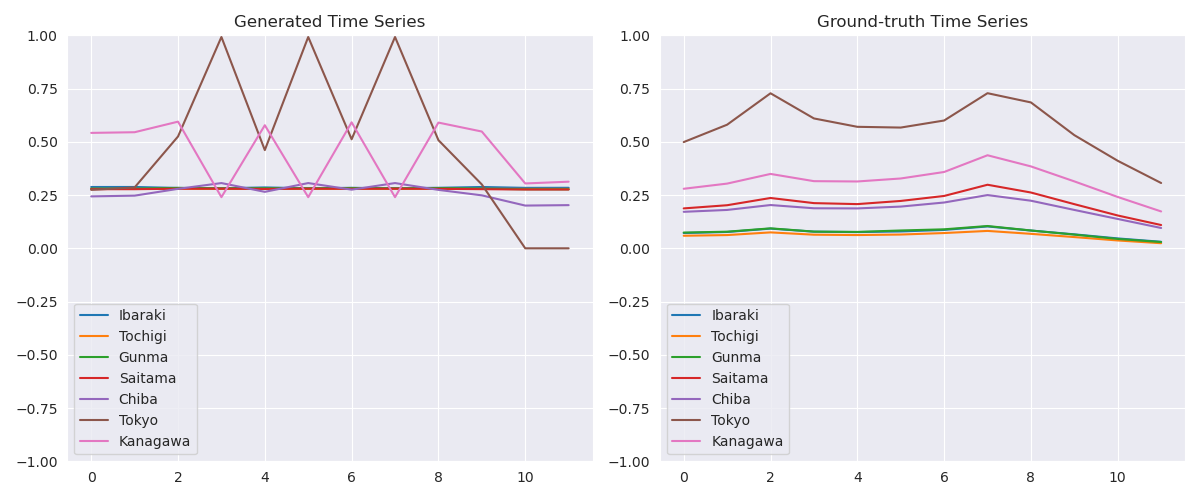 Generated Time Series
1.00
0.75
0.50
0.25
0.00
−0.25
−0.50
−0.75
−1.00
Ibaraki
Tochigi
Gunma
Saitama
Chiba
Tokyo
Kanagawa
0 2 4 6 8 10
Ground-truth Time Series
1.00
0.75
0.50
0.25
0.00
−0.25
−0.50
−0.75
−1.00
Ibaraki
Tochigi
Gunma
Saitama
Chiba
Tokyo
Kanagawa
0 2 4 6 8 10